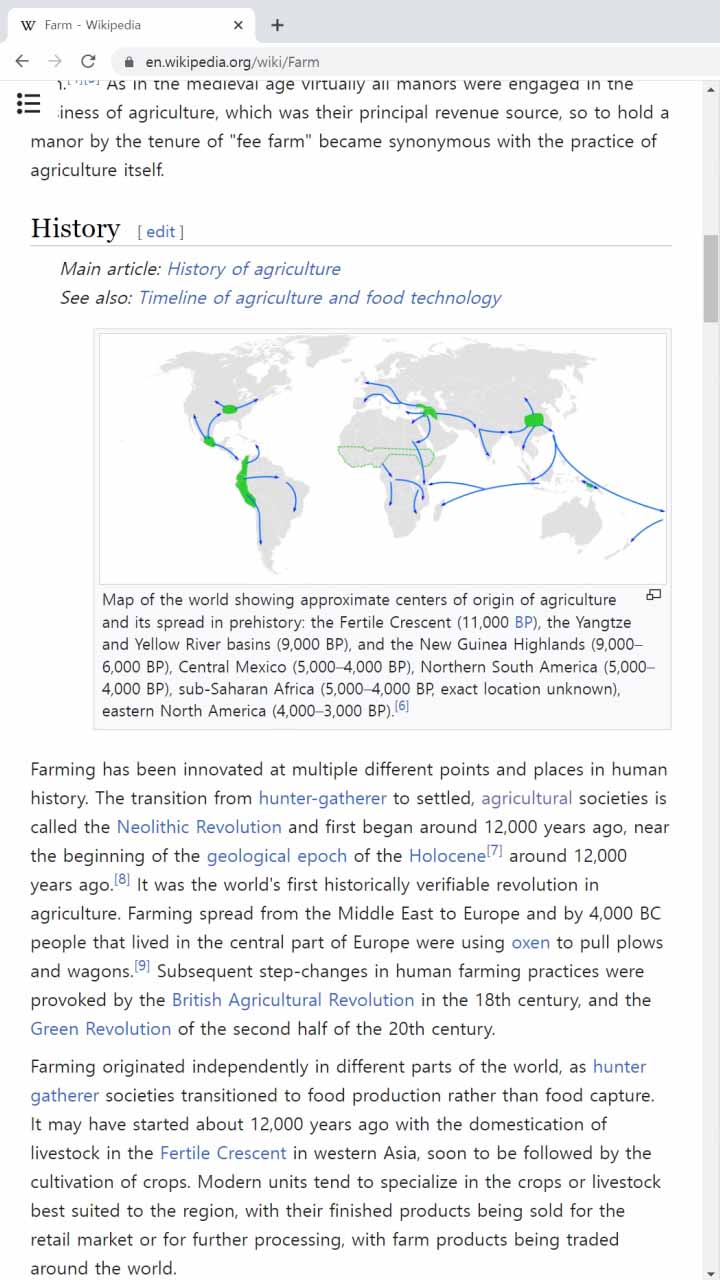 Farm - Wikipedia
en.wikipedia.org/wiki/Farm
As in the medieval age virtually all manors were engaged in the
iness of agriculture, which was their principal revenue source, so to hold a
manor by the tenure of "fee farm" became synonymous with the practice of
agriculture itself.
History [ edit ]
Main article: History of agriculture
See also: Timeline of agriculture and food technology
Map of the world showing approximate centers of origin of agriculture
and its spread in prehistory: the Fertile Crescent (11,000 BP), the Yangtze
and Yellow River basins (9,000 BP), and the New Guinea Highlands (9,000–
6,000 BP), Central Mexico (5,000–4,000 BP), Northern South America (5,000–
4,000 BP), sub-Saharan Africa (5,000–4,000 BP, exact location unknown),
eastern North America (4,000–3,000 BP).[6]
Farming has been innovated at multiple different points and places in human
history. The transition from hunter-gatherer to settled, agricultural societies is
called the Neolithic Revolution and first began around 12,000 years ago, near
the beginning of the geological epoch of the Holocene[7] around 12,000
years ago.[8] It was the world's first historically verifiable revolution in
agriculture. Farming spread from the Middle East to Europe and by 4,000 BC
people that lived in the central part of Europe were using oxen to pull plows
and wagons.[9] Subsequent step-changes in human farming practices were
provoked by the British Agricultural Revolution in the 18th century, and the
Green Revolution of the second half of the 20th century.
Farming originated independently in different parts of the world, as hunter
gatherer societies transitioned to food production rather than food capture.
It may have started about 12,000 years ago with the domestication of
livestock in the Fertile Crescent in western Asia, soon to be followed by the
cultivation of crops. Modern units tend to specialize in the crops or livestock
best suited to the region, with their finished products being sold for the
retail market or for further processing, with farm products being traded
around the world.